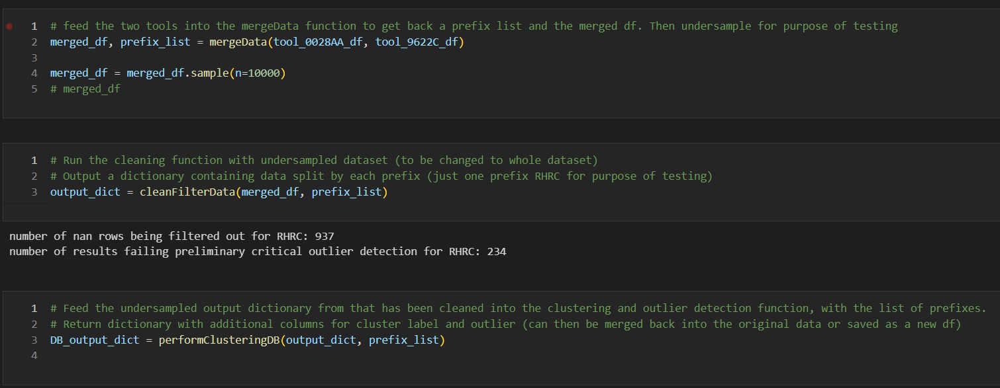 1 # feed the two tools into the mergeData function to get back a prefix list and the merged df. Then undersample for purpose of testing
2 merged_df, prefix_list = mergeData(tool_0028AA_df, tool_9622C_df)
3
4 merged_df = merged_df.sample(n=10000)
5 # merged_df
1 # Run the cleaning function with undersampled dataset (to be changed to whole dataset)
2 # Output a dictionary containing data split by each prefix (just one prefix RHRC for purpose of testing)
3 output_dict = cleanFilterData(merged_df, prefix_list)
number of nan rows being filtered out for RHRC: 937
number of results failing preliminary critical outlier detection for RHRC: 234
1 # Feed the undersampled output dictionary from that has been cleaned into the clustering and outlier detection function, with the list of prefixes.
2 # Return dictionary with additional columns for cluster label and outlier (can then be merged back into the original data or saved as a new df)
3 DB_output_dict = performClusteringDB(output_dict, prefix_list)
4